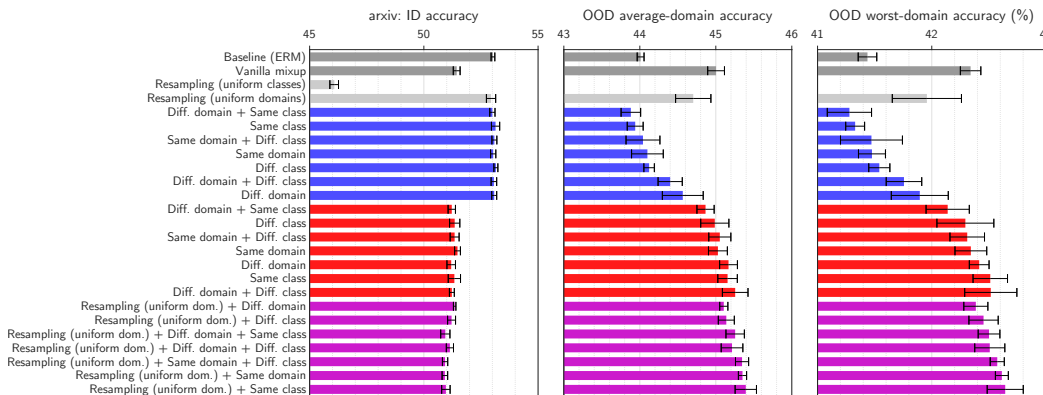 arxiv: ID accuracy
OOD average-domain accuracy
OOD worst-domain accuracy (%)
45 50 55
43 44 45 46
41 42 4
Baseline (ERM)
Vanilla mixup
Resampling (uniform classes)
Resampling (uniform domains)
Diff. domain + Same class
Same class
Same domain + Diff. class
Same domain
Diff. class
Diff. domain + Diff. class
Diff. domain
Diff. domain + Same class
Diff. class
Same domain + Diff. class
Same domain
Diff. domain
Same class
Diff. domain + Diff. class
Resampling (uniform dom.) + Diff. domain
Resampling (uniform dom.) + Diff. class
Resampling (uniform dom.) + Diff. domain + Same class
Resampling (uniform dom.) + Diff. domain + Diff. class
Resampling (uniform dom.) + Same domain + Diff. class
Resampling (uniform dom.) + Same domain
Resampling (uniform dom.) + Same class